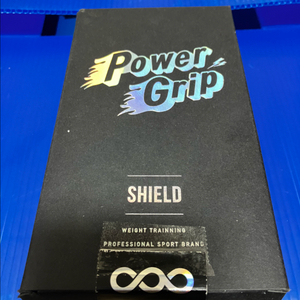 Power
Grip
SHIELD
WEIGHT TRAINNING
PROFESSIONAL SPORT BRAND